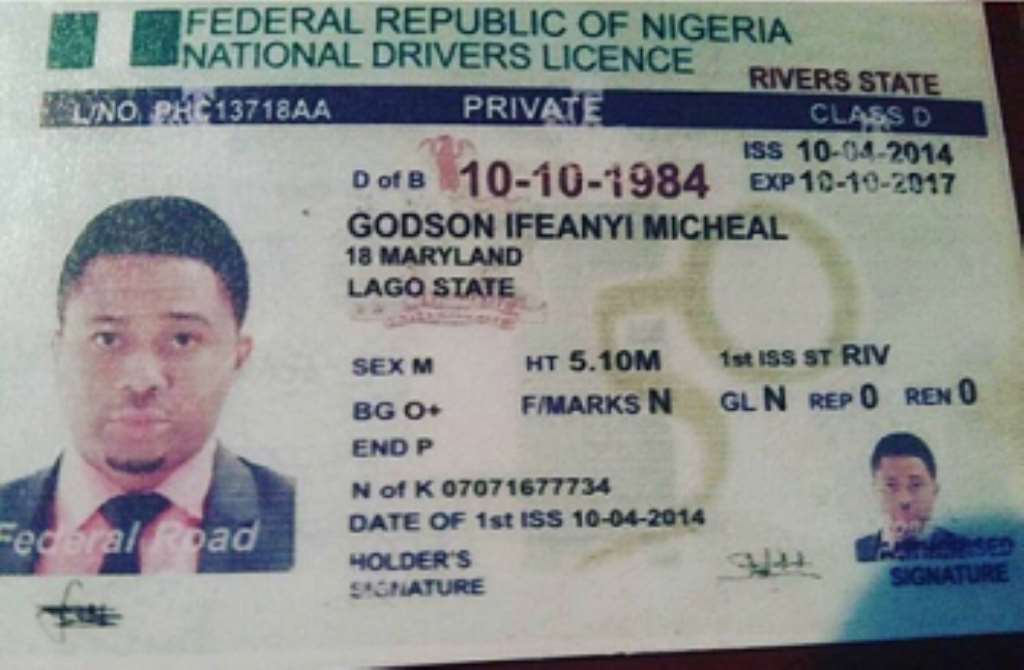 FEDERAL REPUBLIC OF NIGERIA
NATIONAL DRIVERS LICENCE
RIVERS STATE
L/NO PHC13718AA PRIVATE CLASS D
ISS 10-04-2014
D of B 10-10-1984 EXP 10-10-2017
GODSON IFEANYI MICHEAL
18 MARYLAND
LAGO STATE
SEX M HT 5.10M 1st ISS ST RIV
BG O+ F/MARKS N GL N REP 0 REN 0
END P
N of K 07071677734
DATE OF 1st ISS 10-04-2014
Federal Road
HOLDER'S
SIGNATURE
AUTHORISED
SIGNATURE